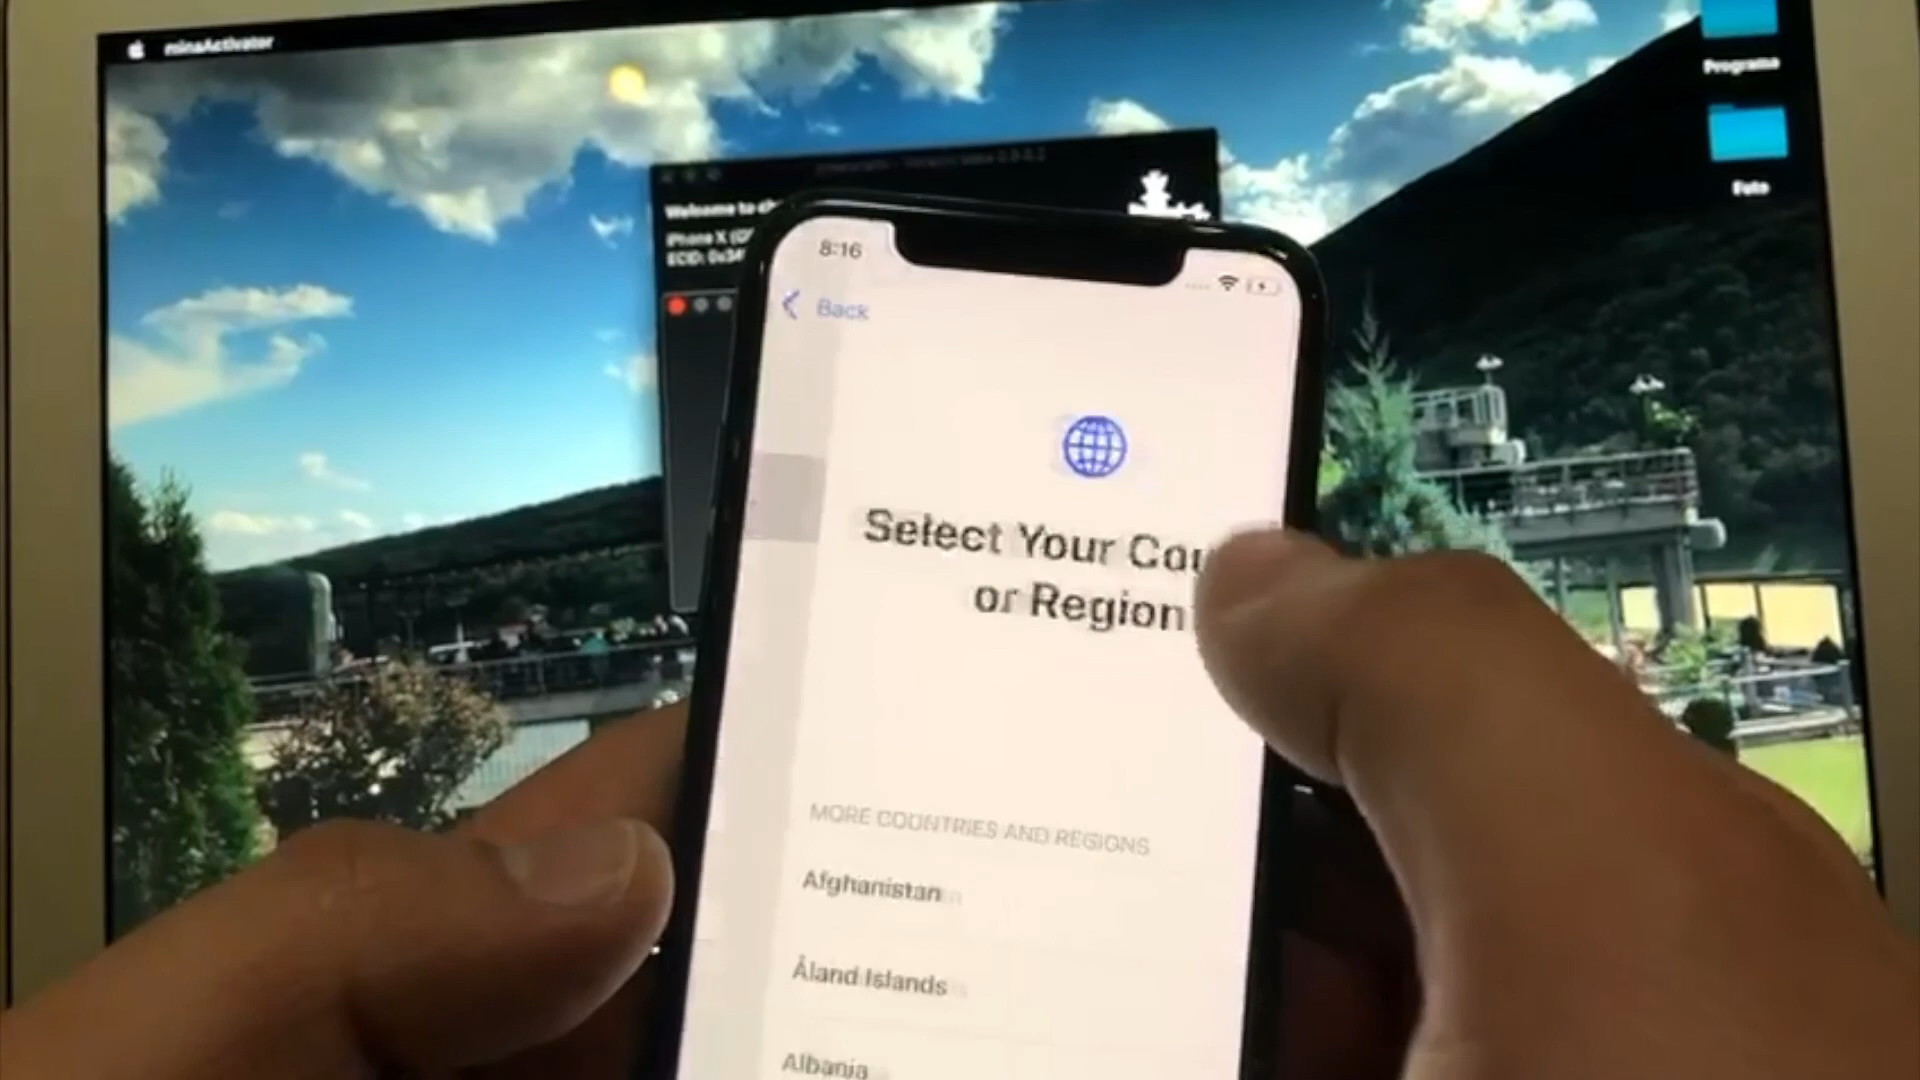 minaActivator
Programa
Foto
Welcome to ch
iPhone X (G
ECID: 0x34
8:16
Back
Select Your Cou
or Region
MORE COUNTRIES AND REGIONS
Afghanistan
Åland Islands
Albania